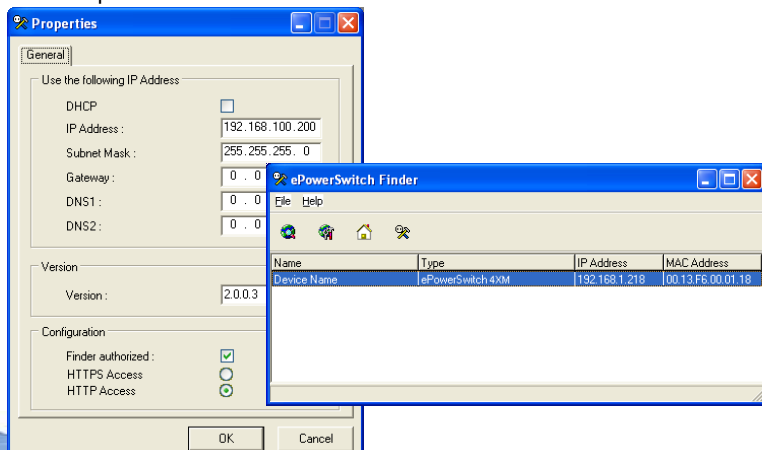 Properties
General
Use the following IP Address
DHCP
IP Address : 192.168.100.200
Subnet Mask : 255.255.255. 0
Gateway : 0 . 0
DNS1 : 0 . 0
DNS2 : 0 . 0
Version
Version : 2.0.0.3
Configuration
Finder authorized :
HTTPS Access
HTTP Access
OK Cancel
ePowerSwitch Finder
File Help
Name Type IP Address MAC Address
Device Name ePowerSwitch 4XM 192.168.1.218 00.13.F6.00.01.18